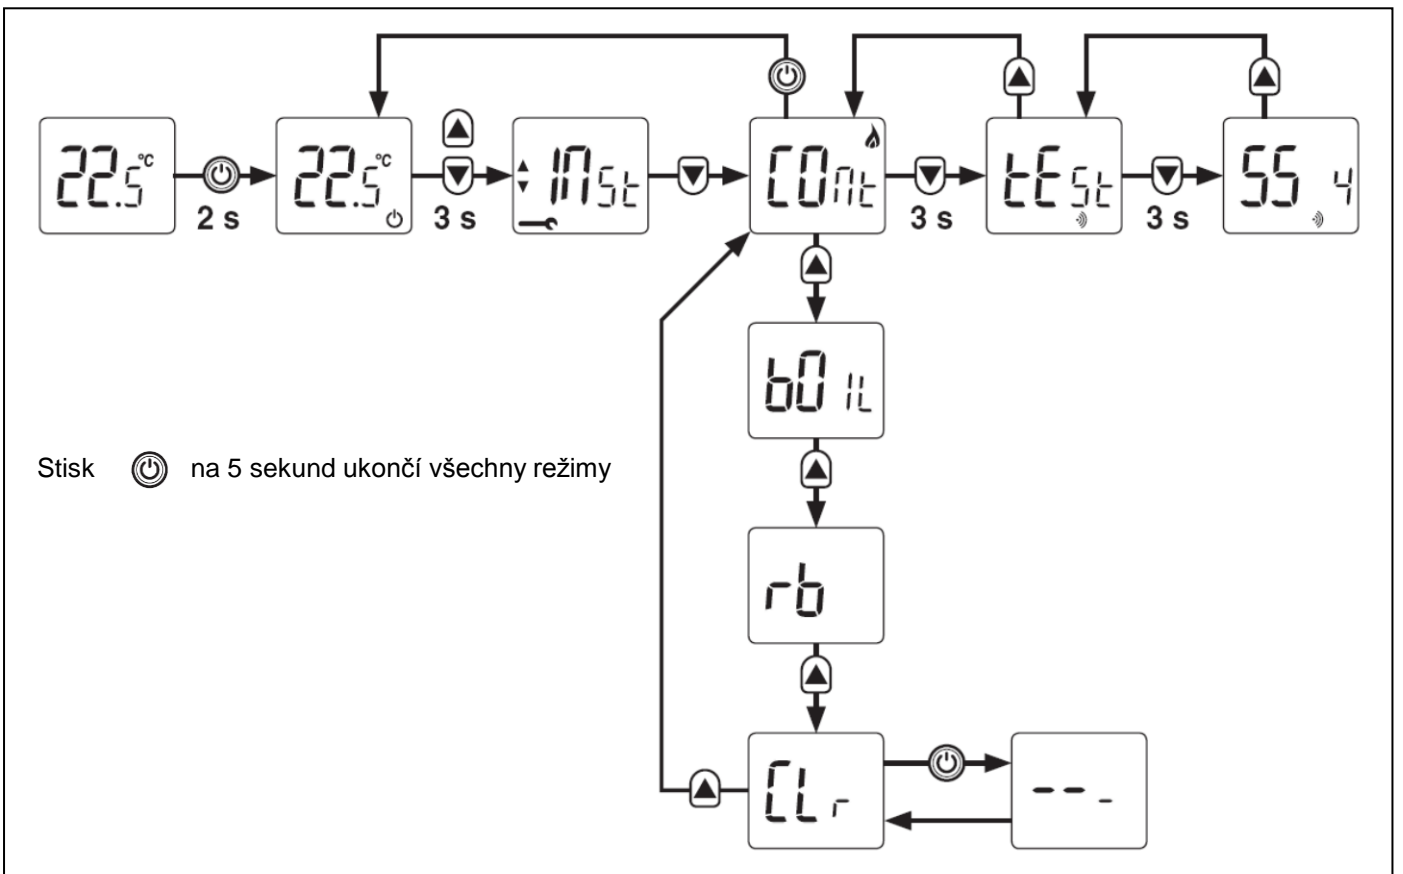 22.5 °C
2 s
22.5 °C
3 s
INSt
CONt
3 s
tESt
3 s
SS 4
bOIL
Stisk na 5 sekund ukončí všechny režimy
rb
CLr
---